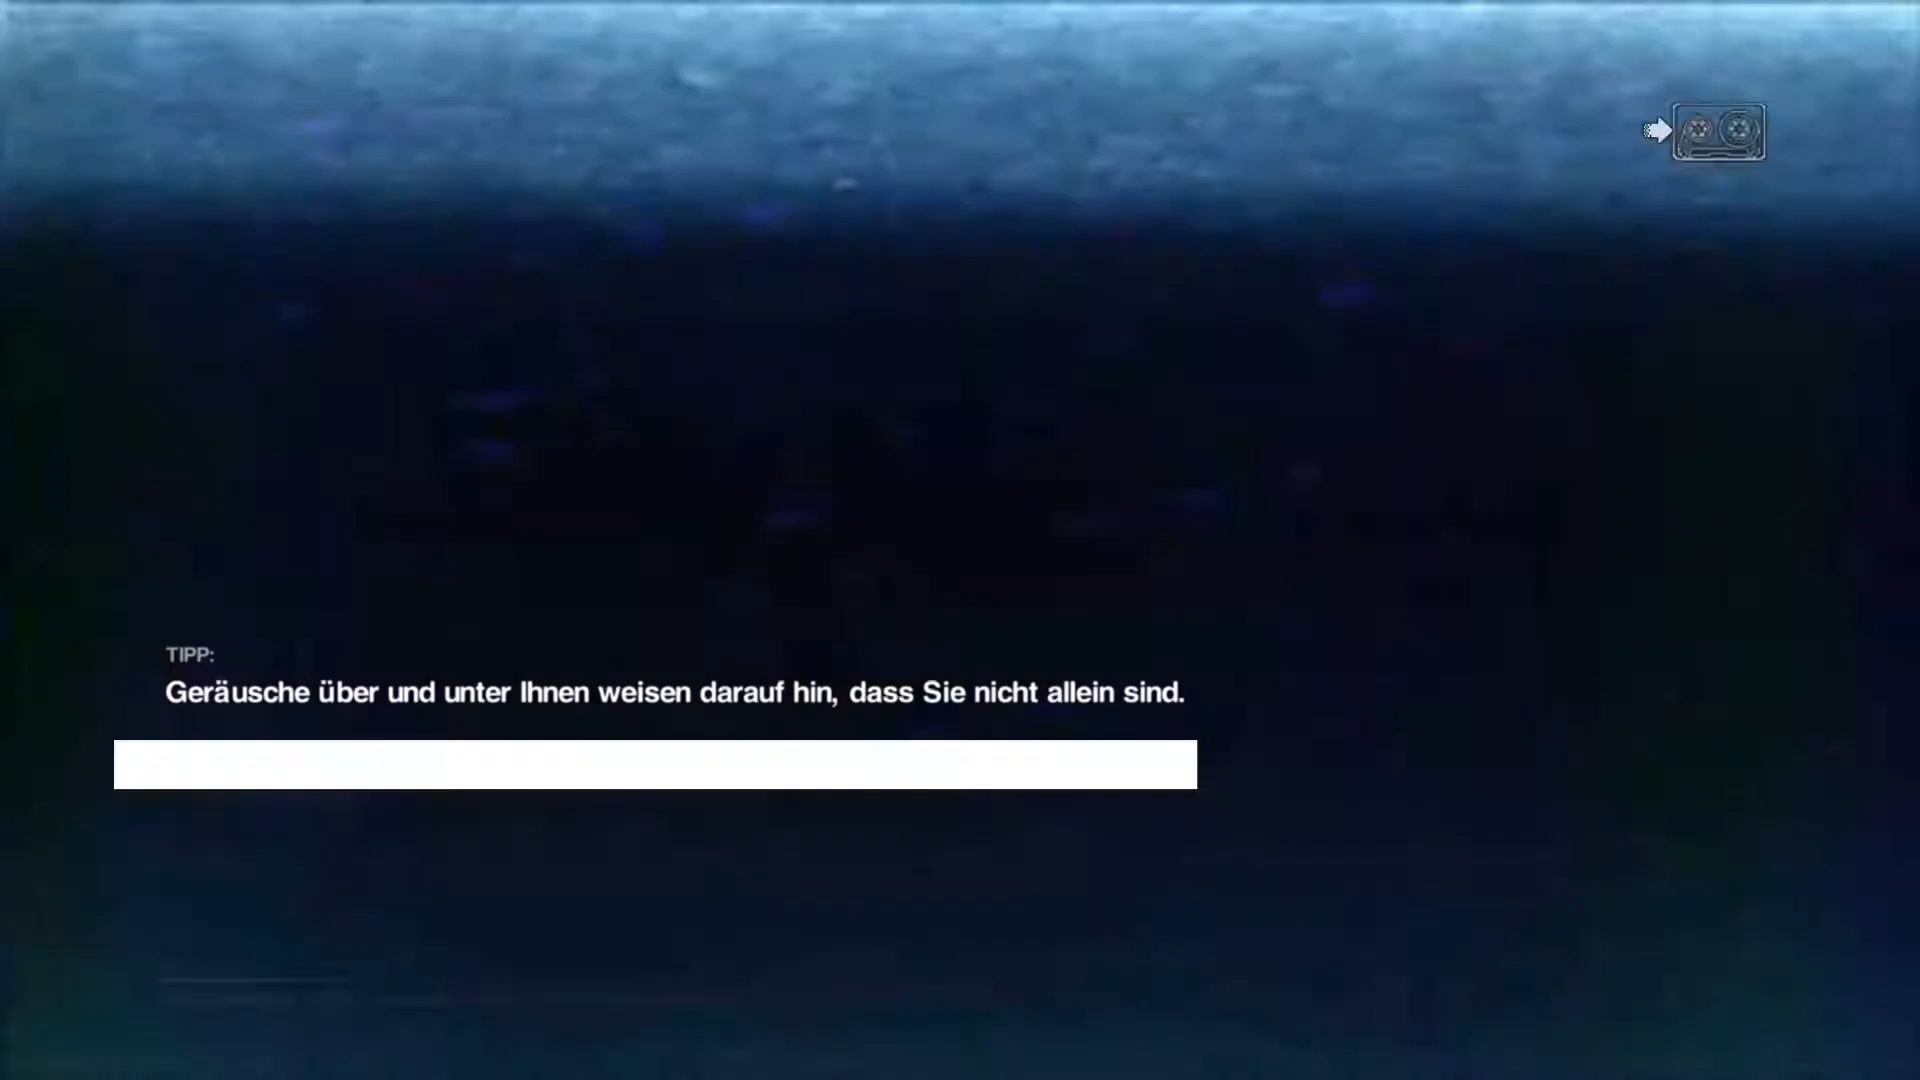 TIPP:
Geräusche über und unter Ihnen weisen darauf hin, dass Sie nicht allein sind.